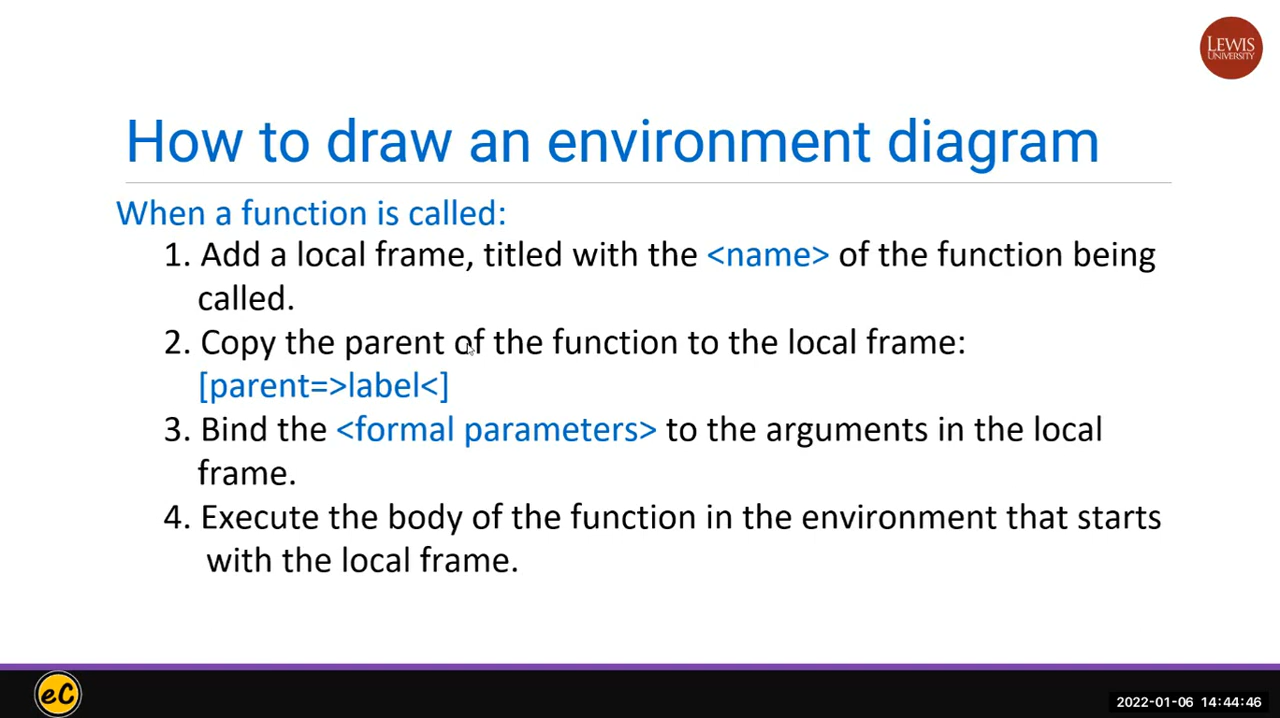 LEWIS
UNIVERSITY
How to draw an environment diagram
When a function is called:
1. Add a local frame, titled with the <name> of the function being
called.
2. Copy the parent of the function to the local frame:
[parent=>label<]
3. Bind the <formal parameters> to the arguments in the local
frame.
4. Execute the body of the function in the environment that starts
with the local frame.
eC
2022-01-06 14:44:46